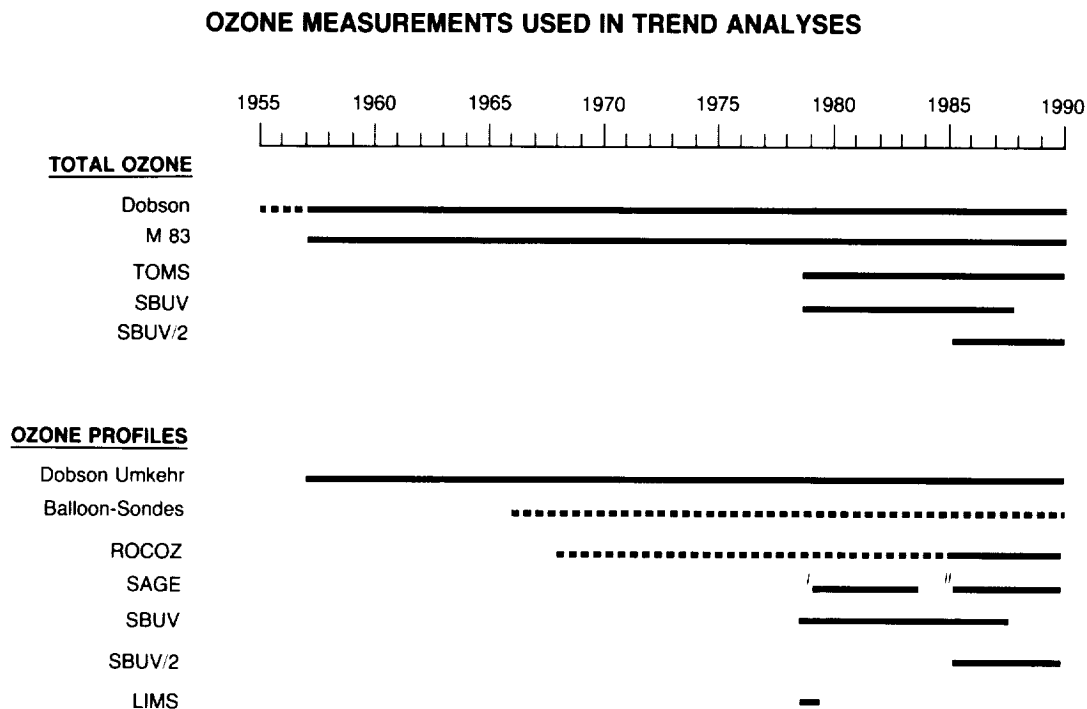 OZONE MEASUREMENTS USED IN TREND ANALYSES
1955 1960 1965 1970 1975 1980 1985 1990
TOTAL OZONE
Dobson
M 83
TOMS
SBUV
SBUV/2
OZONE PROFILES
Dobson Umkehr
Balloon-Sondes
ROCOZ
SAGE I II
SBUV
SBUV/2
LIMS